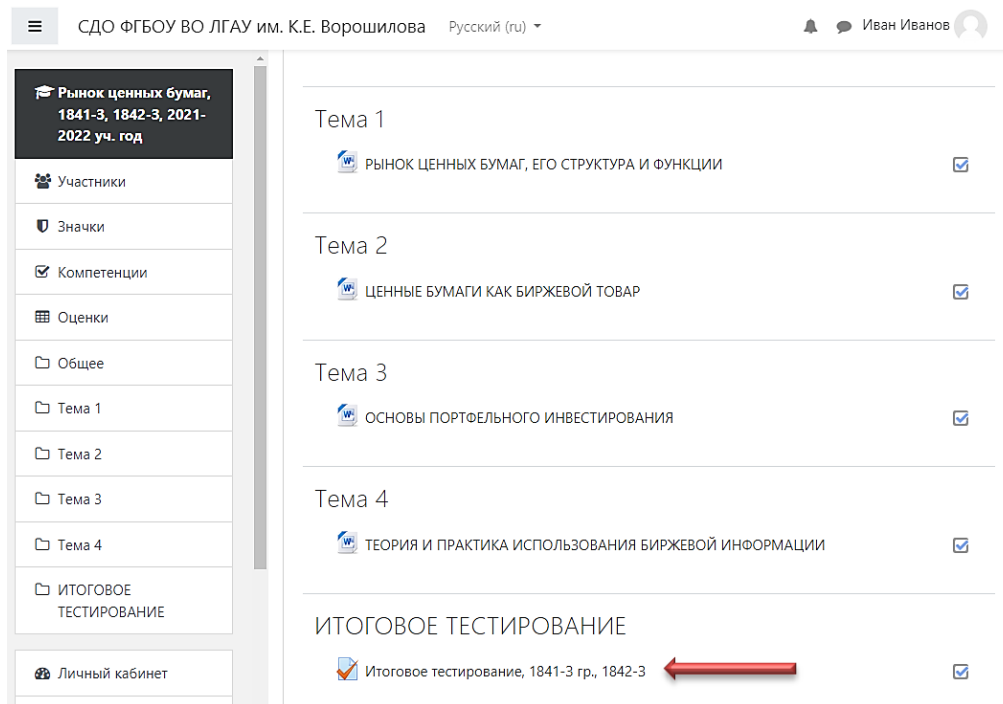 СДО ФГБОУ ВО ЛГАУ им. К.Е. Ворошилова
Русский (ru)
Иван Иванов
Рынок ценных бумаг,
1841-3, 1842-3, 2021-
2022 уч. год
Участники
Значки
Компетенции
Оценки
Общее
Тема 1
Тема 2
Тема 3
Тема 4
ИТОГОВОЕ
ТЕСТИРОВАНИЕ
Личный кабинет
Тема 1
РЫНОК ЦЕННЫХ БУМАГ, ЕГО СТРУКТУРА И ФУНКЦИИ
Тема 2
ЦЕННЫЕ БУМАГИ КАК БИРЖЕВОЙ ТОВАР
Тема 3
ОСНОВЫ ПОРТФЕЛЬНОГО ИНВЕСТИРОВАНИЯ
Тема 4
ТЕОРИЯ И ПРАКТИКА ИСПОЛЬЗОВАНИЯ БИРЖЕВОЙ ИНФОРМАЦИИ
ИТОГОВОЕ ТЕСТИРОВАНИЕ
Итоговое тестирование, 1841-3 гр., 1842-3